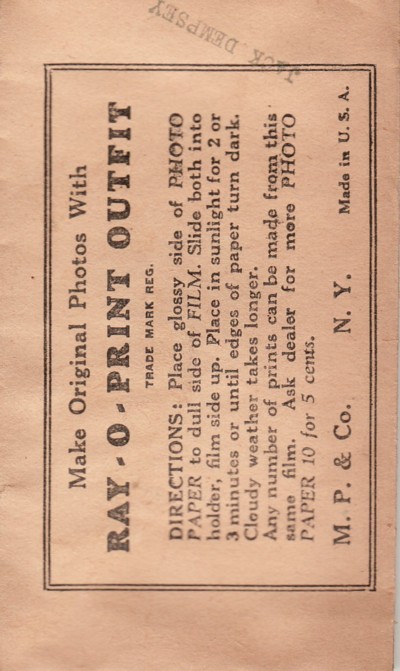 JACK DEMPSEY
Make Original Photos With
RAY-O-PRINT OUTFIT
TRADE MARK REG.
DIRECTIONS: Place glossy side of PHOTO
PAPER to dull side of FILM. Slide both into
holder, film side up. Place in sunlight for 2 or
3 minutes or until edges of paper turn dark.
Cloudy weather takes longer.
Any number of prints can be made from this
same film. Ask dealer for more PHOTO
PAPER 10 for 5 cents.
M. P. & Co. N. Y. Made in U. S. A.